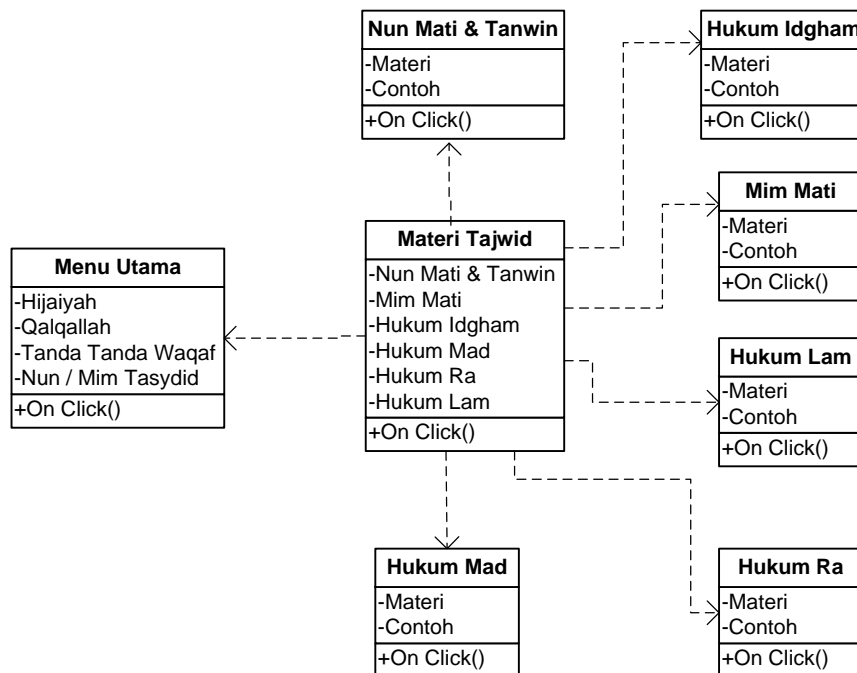 Nun Mati & Tanwin
-Materi
-Contoh
+On Click()
Hukum Idgham
-Materi
-Contoh
+On Click()
Mim Mati
-Materi
-Contoh
+On Click()
Materi Tajwid
-Nun Mati & Tanwin
-Mim Mati
-Hukum Idgham
-Hukum Mad
-Hukum Ra
-Hukum Lam
+On Click()
Menu Utama
-Hijaiyah
-Qalqallah
-Tanda Tanda Waqaf
-Nun / Mim Tasydid
+On Click()
Hukum Lam
-Materi
-Contoh
+On Click()
Hukum Mad
-Materi
-Contoh
+On Click()
Hukum Ra
-Materi
-Contoh
+On Click()